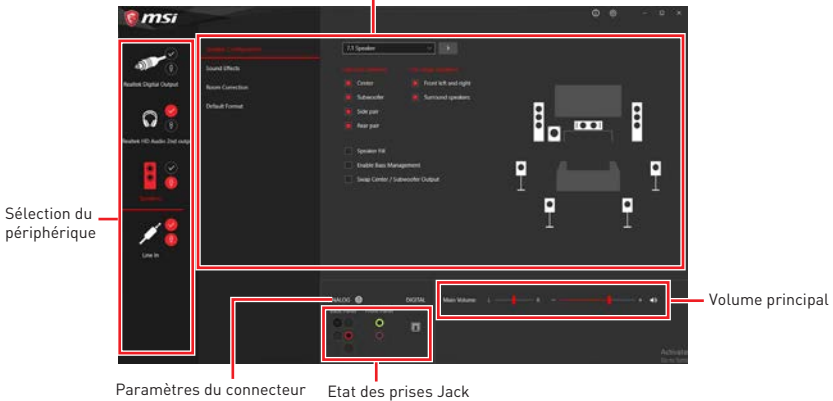 msi
Speaker Configuration
Sound Effects
Room Correction
Default Format
7.1 Speaker
Center
Subwoofer
Side pair
Rear pair
Front left and right
Surround speakers
Speaker Fill
Enable Bass Management
Swap Center / Subwoofer Output
Realtek Digital Output
Realtek HD Audio 2nd outp
Speakers
Line In
Sélection du
périphérique
ANALOG
DIGITAL
Main Volume
L
R
Volume principal
Activate
Paramètres du connecteur
Etat des prises Jack